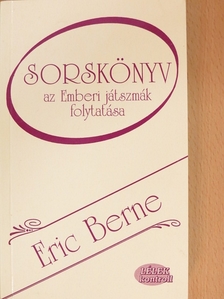 SORSKÖNYV
az Emberi játszmák
folytatása
Eric Berne
LÉLEK
kontroll